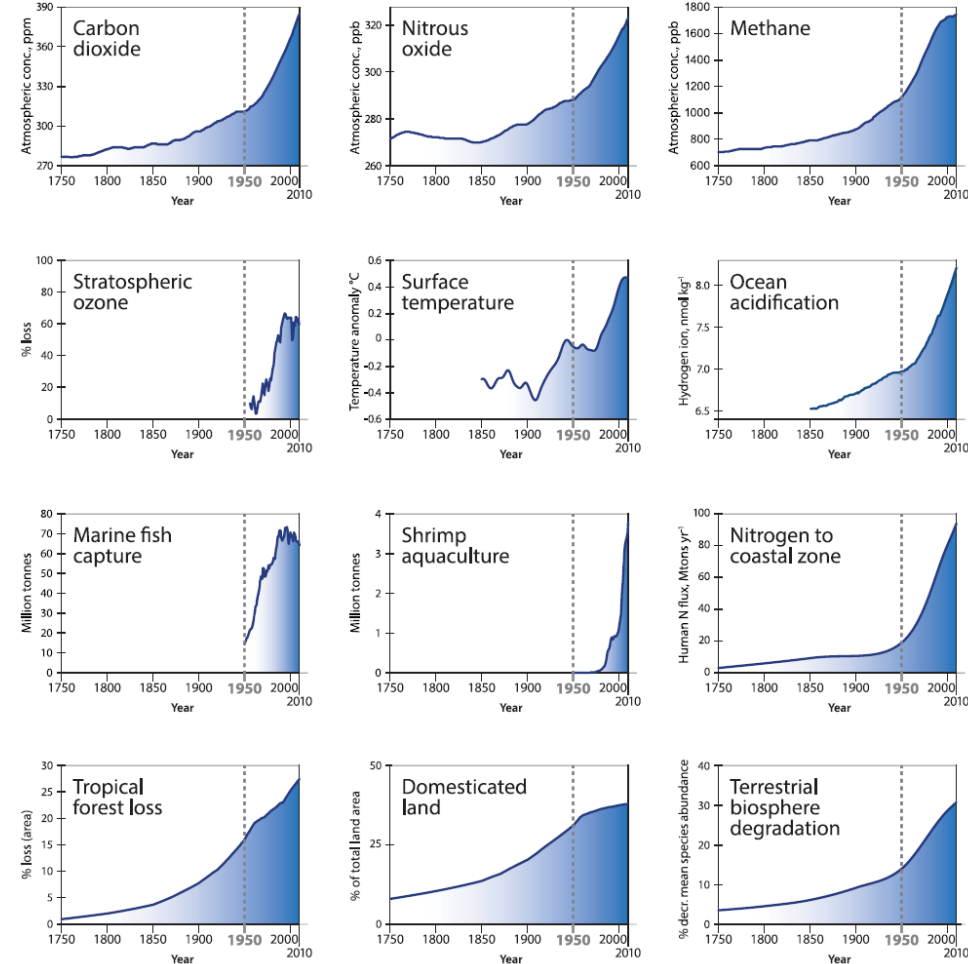 Carbon
dioxide
Atmospheric conc., ppm
390
360
330
300
270
1750 1800 1850 1900 1950 2000
2010
Year
Nitrous
oxide
Atmospheric conc., ppb
320
300
280
260
1750 1800 1850 1900 1950 2000
2010
Year
Methane
Atmospheric conc., ppb
1800
1600
1400
1200
1000
800
600
1750 1800 1850 1900 1950 2000
2010
Year
Stratospheric
ozone
% loss
100
80
60
40
20
0
1750 1800 1850 1900 1950 2000
2010
Year
Surface
temperature
Temperature anomaly °C
0.6
0.4
0.2
0
-0.2
-0.4
-0.6
1750 1800 1850 1900 1950 2000
2010
Year
Ocean
acidification
Hydrogen ion, nmol kg⁻¹
8.0
7.5
7.0
6.5
1750 1800 1850 1900 1950 2000
2010
Year
Marine fish
capture
Million tonnes
80
70
60
50
40
30
20
10
0
1750 1800 1850 1900 1950 2000
2010
Year
Shrimp
aquaculture
Million tonnes
4
3
2
1
0
1750 1800 1850 1900 1950 2000
2010
Year
Nitrogen to
coastal zone
Human N flux, Mtons yr⁻¹
100
80
60
40
20
0
1750 1800 1850 1900 1950 2000
2010
Year
Tropical
forest loss
% loss (area)
30
25
20
15
10
5
0
1750 1800 1850 1900 1950 2000
2010
Year
Domesticated
land
% of total land area
50
25
0
1750 1800 1850 1900 1950 2000
2010
Year
Terrestrial
biosphere
degradation
% decr. mean species abundance
40
30
20
10
0
1750 1800 1850 1900 1950 2000
2010
Year